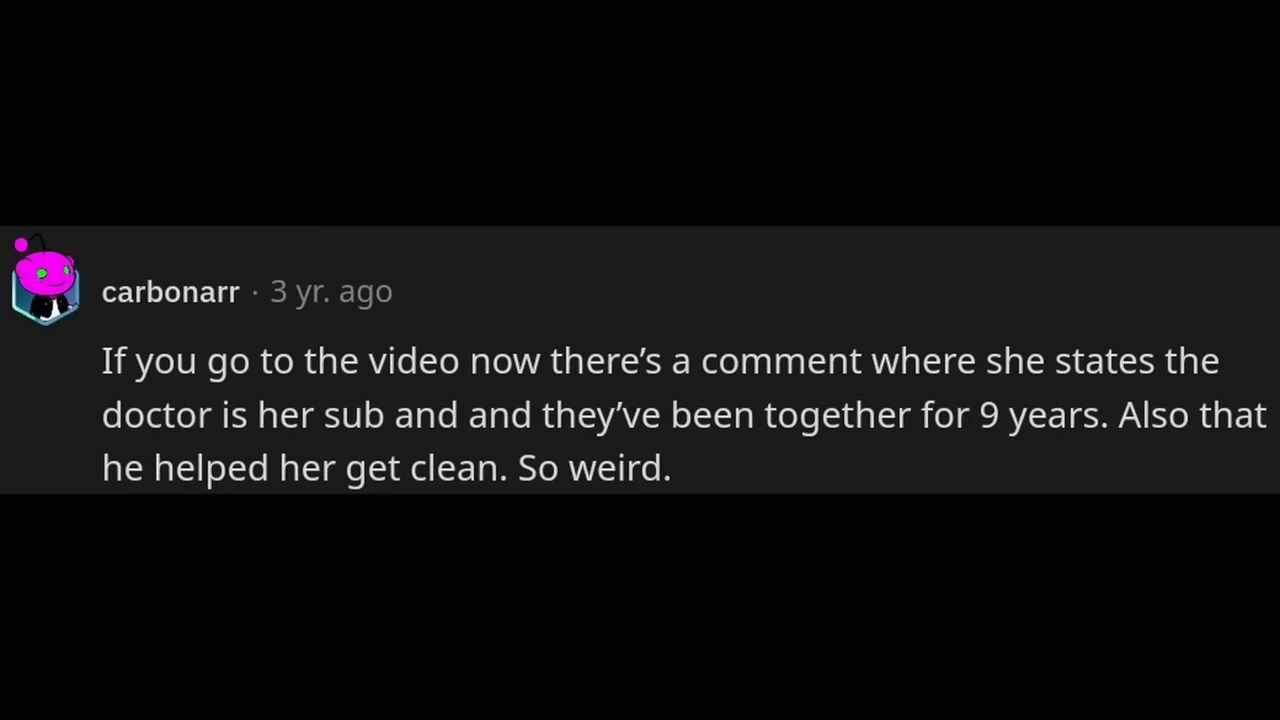 carbonarr · 3 yr. ago
If you go to the video now there’s a comment where she states the
doctor is her sub and and they’ve been together for 9 years. Also that
he helped her get clean. So weird.